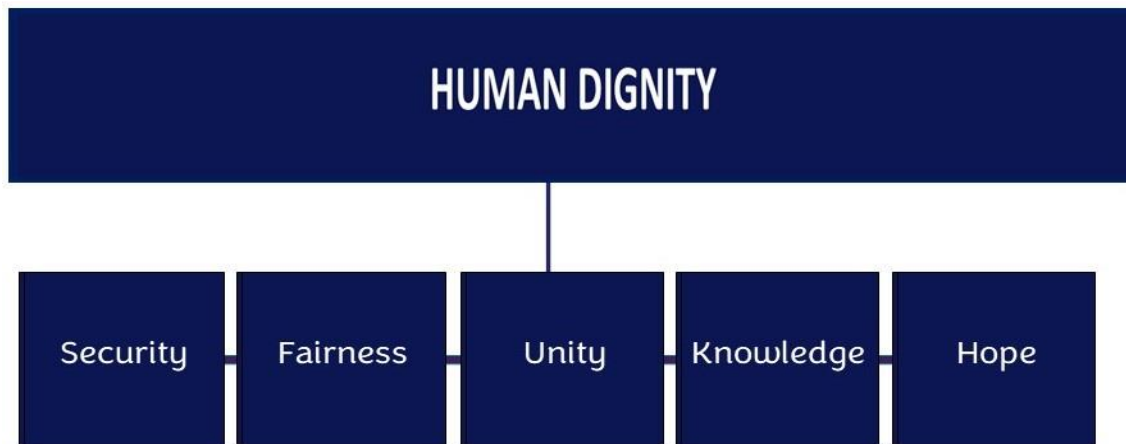 HUMAN DIGNITY
Security
Fairness
Unity
Knowledge
Hope